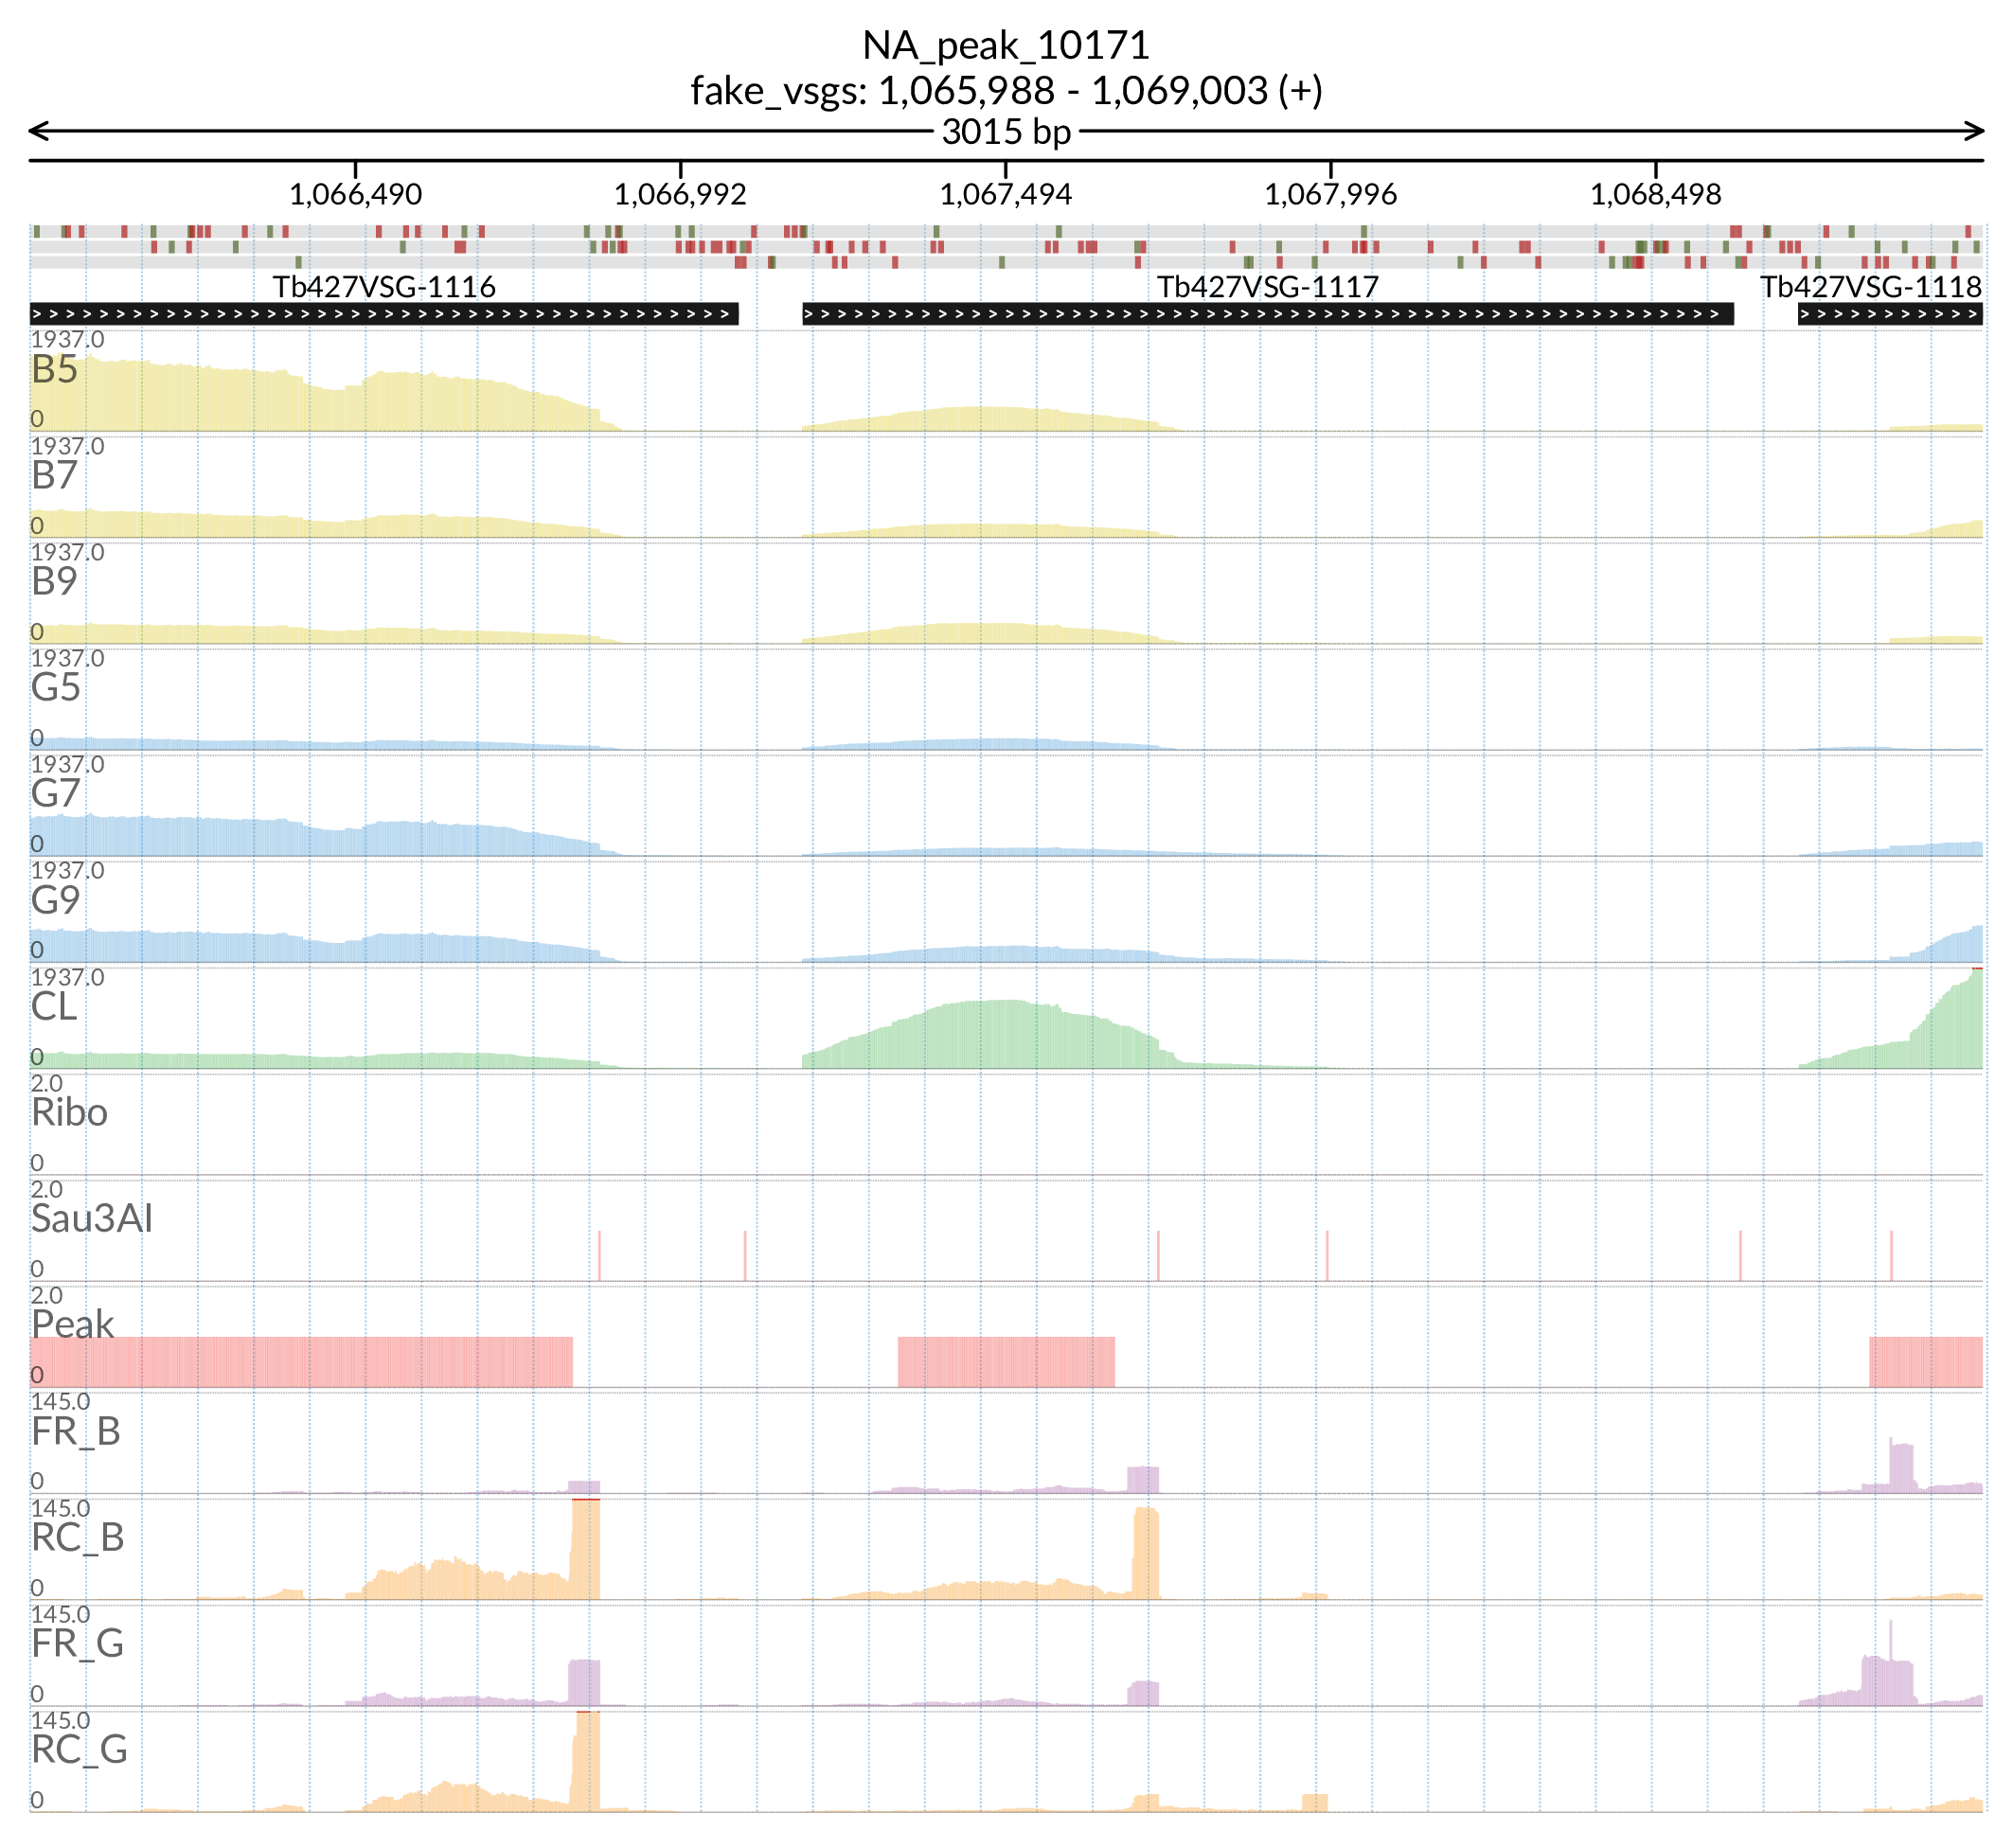 NA_peak_10171
fake_vsgs: 1,065,988 - 1,069,003 (+)
3015 bp
1,066,490 1,066,992 1,067,494 1,067,996 1,068,498
Tb427VSG-1116 Tb427VSG-1117 Tb427VSG-1118
1937.0
B5
0
1937.0
B7
0
1937.0
B9
0
1937.0
G5
0
1937.0
G7
0
1937.0
G9
0
1937.0
CL
0
2.0
Ribo
0
2.0
Sau3AI
0
2.0
Peak
0
145.0
FR_B
0
145.0
RC_B
0
145.0
FR_G
0
145.0
RC_G
0